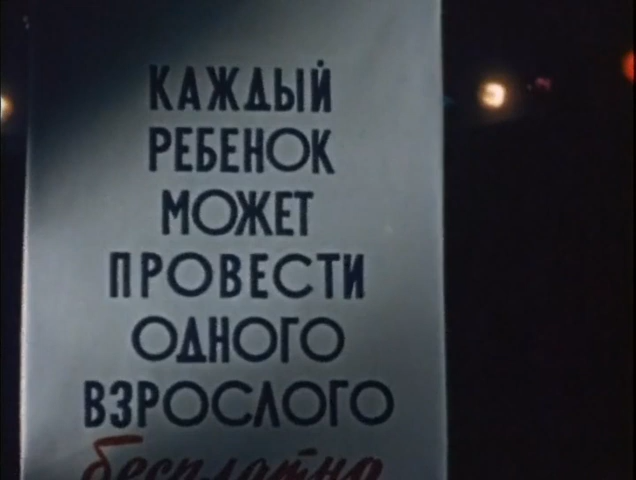 КАЖДЫЙ
РЕБЕНОК
МОЖЕТ
ПРОВЕСТИ
ОДНОГО
ВЗРОСЛОГО
бесплатно